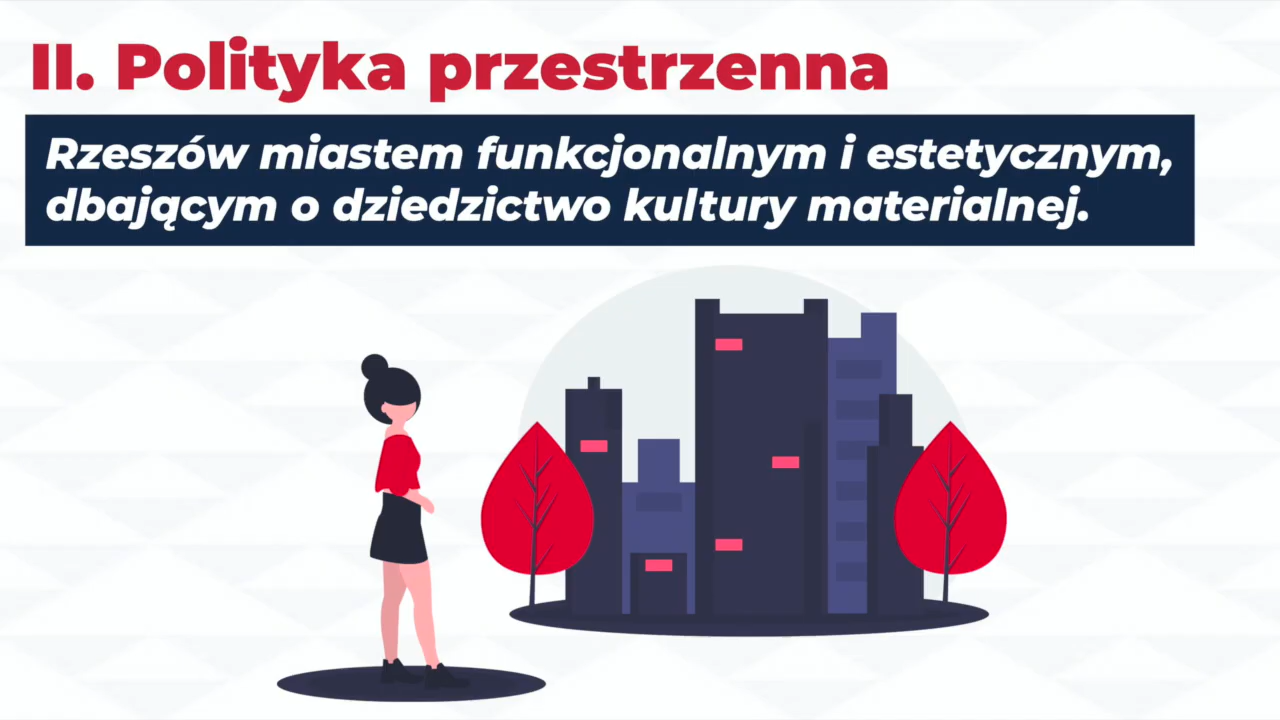 II. Polityka przestrzenna
Rzeszów miastem funkcjonalnym i estetycznym,
dbającym o dziedzictwo kultury materialnej.